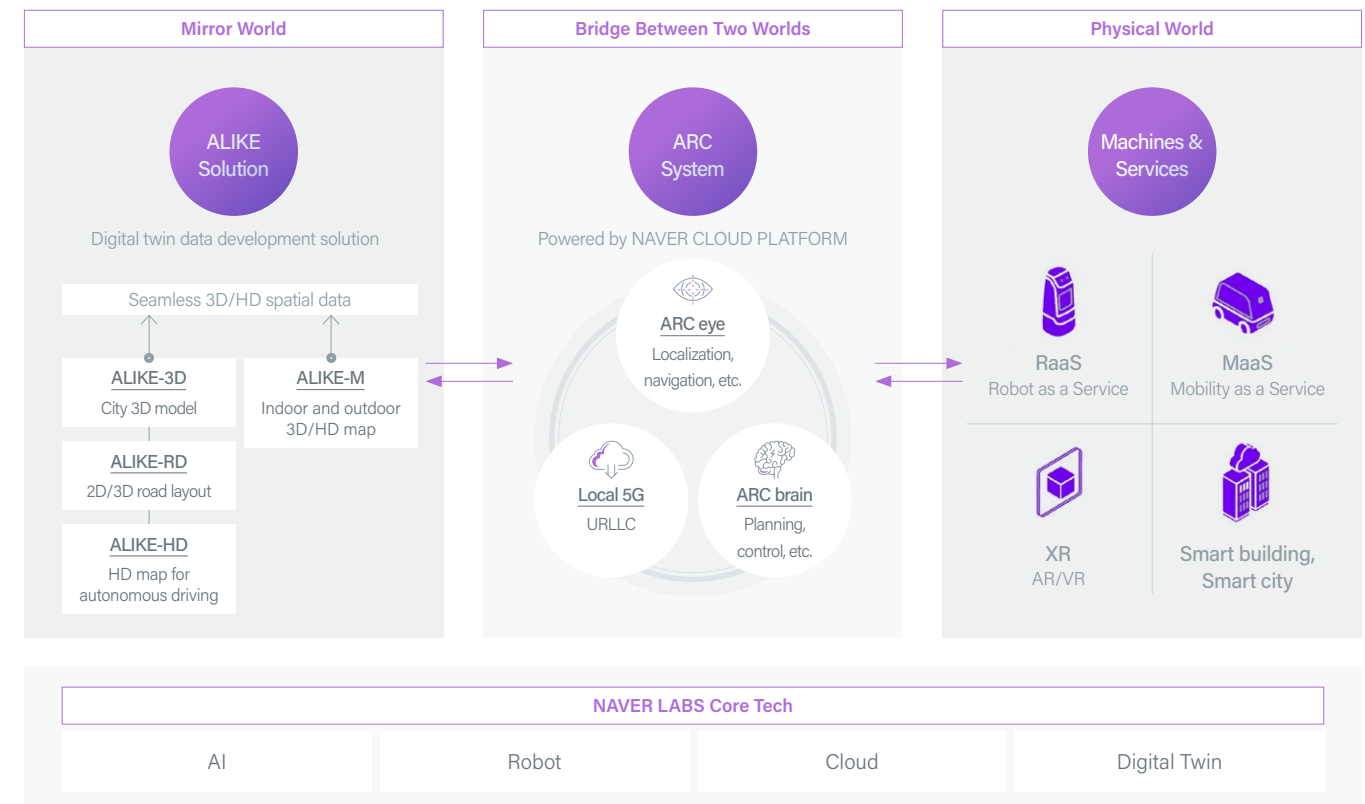 Mirror World
ALIKE
Solution
Digital twin data development solution
Seamless 3D/HD spatial data
ALIKE-3D
City 3D model
ALIKE-RD
2D/3D road layout
ALIKE-HD
HD map for
autonomous driving
ALIKE-M
Indoor and outdoor
3D/HD map
Bridge Between Two Worlds
ARC
System
Powered by NAVER CLOUD PLATFORM
ARC eye
Localization,
navigation, etc.
Local 5G
URLLC
ARC brain
Planning,
control, etc.
Physical World
Machines &
Services
RaaS
Robot as a Service
MaaS
Mobility as a Service
XR
AR/VR
Smart building,
Smart city
NAVER LABS Core Tech
AI
Robot
Cloud
Digital Twin